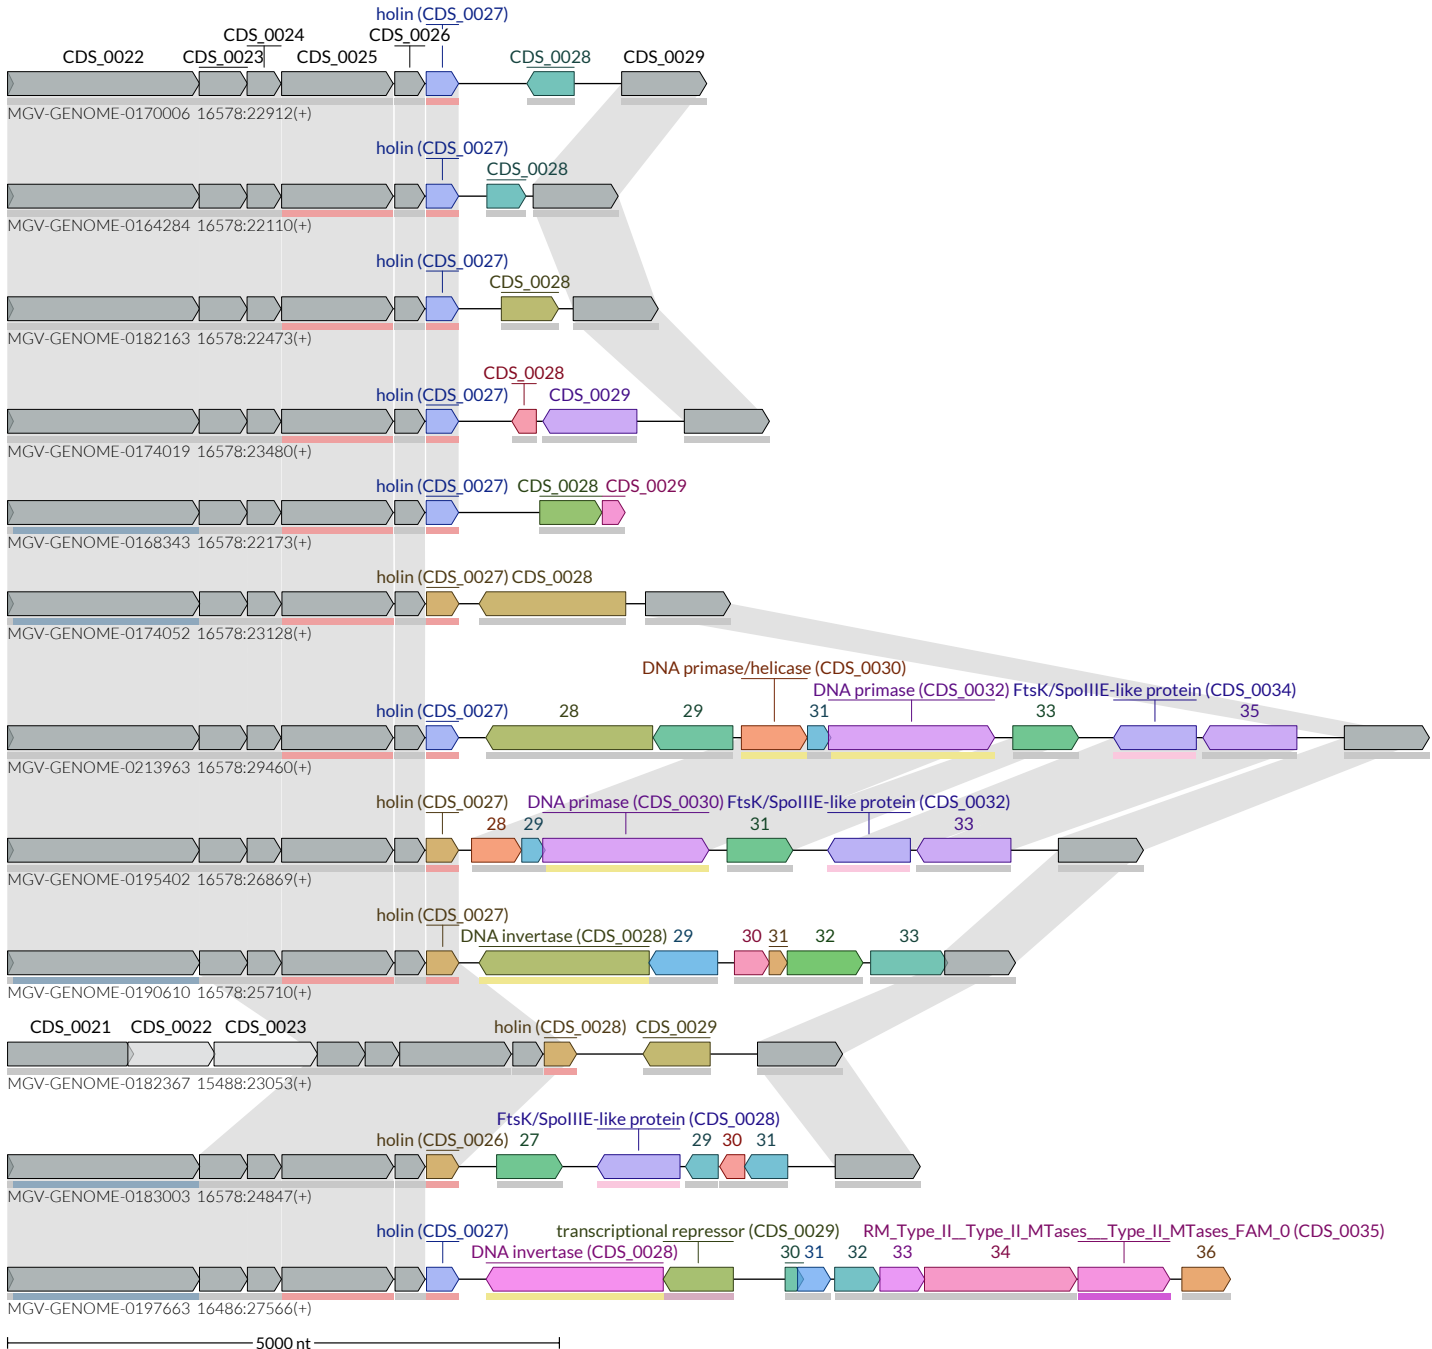 holin (CDS_0027)
CDS_0024 CDS_0026
CDS_0022 CDS_0023 CDS_0025 CDS_0028 CDS_0029
MGV-GENOME-0170006 16578:22912(+)
holin (CDS_0027)
CDS_0028
MGV-GENOME-0164284 16578:22110(+)
holin (CDS_0027)
CDS_0028
MGV-GENOME-0182163 16578:22473(+)
CDS_0028
holin (CDS_0027) CDS_0029
MGV-GENOME-0174019 16578:23480(+)
holin (CDS_0027) CDS_0028 CDS_0029
MGV-GENOME-0168343 16578:22173(+)
holin (CDS_0027) CDS_0028
MGV-GENOME-0174052 16578:23128(+)
DNA primase/helicase (CDS_0030)
DNA primase (CDS_0032) FtsK/SpoIIIE-like protein (CDS_0034)
holin (CDS_0027) 28 29 31 33 35
MGV-GENOME-0213963 16578:29460(+)
holin (CDS_0027) DNA primase (CDS_0030) FtsK/SpoIIIE-like protein (CDS_0032)
28 29 31 33
MGV-GENOME-0195402 16578:26869(+)
holin (CDS_0027)
DNA invertase (CDS_0028) 29 30 31 32 33
MGV-GENOME-0190610 16578:25710(+)
CDS_0021 CDS_0022 CDS_0023 holin (CDS_0028) CDS_0029
MGV-GENOME-0182367 15488:23053(+)
FtsK/SpoIIIE-like protein (CDS_0028)
holin (CDS_0026) 27 29 30 31
MGV-GENOME-0183003 16578:24847(+)
holin (CDS_0027) transcriptional repressor (CDS_0029) RM_Type_II__Type_II_MTases___Type_II_MTases_FAM_0 (CDS_0035)
DNA invertase (CDS_0028) 30 31 32 33 34 36
MGV-GENOME-0197663 16486:27566(+)
5000 nt